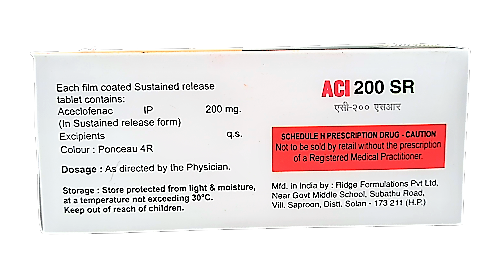 Each film coated Sustained release
tablet contains:
Aceclofenac IP 200 mg.
(In Sustained release form)
Excipients q.s.
Colour : Ponceau 4R
Dosage : As directed by the Physician.
Storage : Store protected from light & moisture,
at a temperature not exceeding 30°C.
Keep out of reach of children.
ACI 200 SR
एसी-२०० एसआर
SCHEDULE H PRESCRIPTION DRUG - CAUTION
Not to be sold by retail without the prescription
of a Registered Medical Practitioner.
Mfd. in India by : Ridge Formulations Pvt Ltd.
Near Govt Middle School, Subathu Road,
Vill. Saproon, Distt. Solan - 173 211 (H.P.)